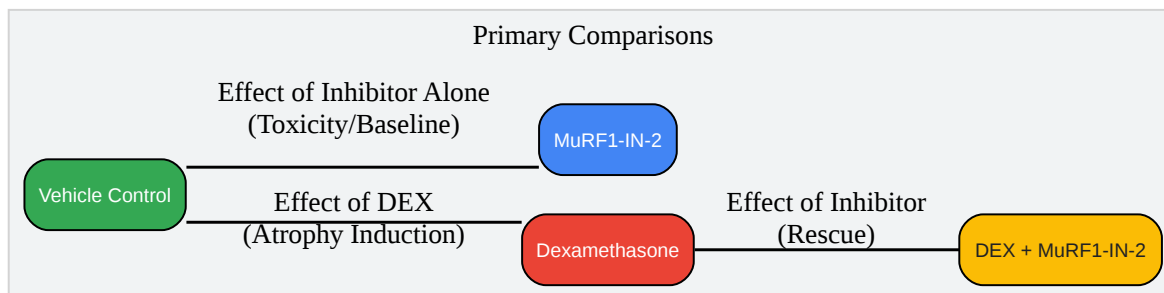 Primary Comparisons
Effect of Inhibitor Alone
(Toxicity/Baseline)
MuRF1-IN-2
Vehicle Control
Effect of DEX
(Atrophy Induction)
Dexamethasone
Effect of Inhibitor
(Rescue)
DEX + MuRF1-IN-2